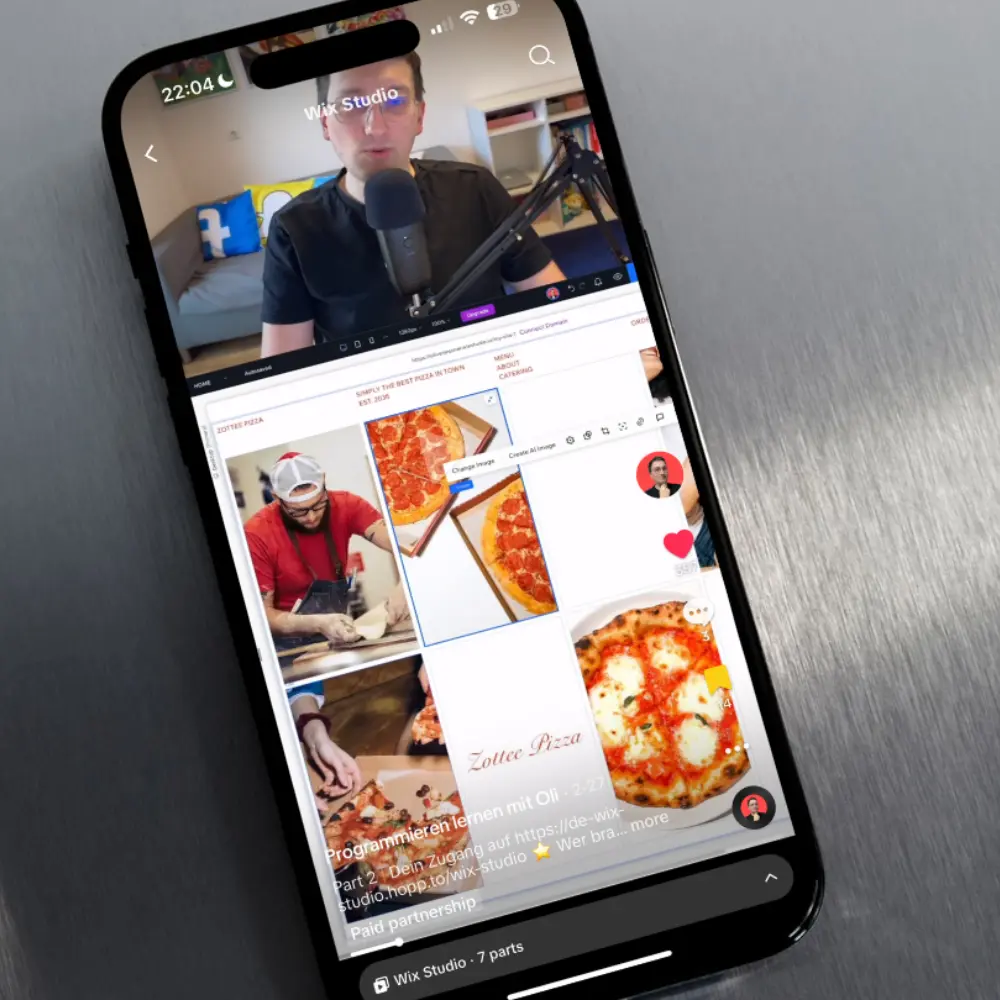 22:04
29
Wix Studio
Upgrade
HOME
Autosaved
Connect Domain
ZOTTEE PIZZA
SIMPLY THE BEST PIZZA IN TOWN
EST. 2035
MENU
ABOUT
CATERING
Change Image
Create AI Image
3
14
Zottee Pizza
Programmieren lernen mit Oli · 2-27
Part 2 - Dein Zugang auf https://de-wix-
studio.hopp.to/wix-studio ⭐ Wer bra... more
Paid partnership
Wix Studio · 7 parts